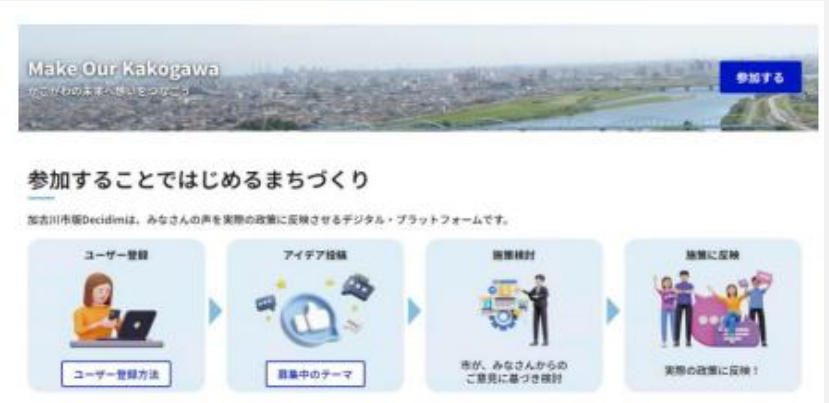 Make Our Kakogawa
かこがわの未来へ想いをつなごう
参加する
参加することではじめるまちづくり
加古川市版Decidimは、みなさんの声を実際の政策に反映させるデジタル・プラットフォームです。
ユーザー登録
ユーザー登録方法
アイデア投稿
募集中のテーマ
施策検討
市が、みなさんからの
ご意見に基づき検討
施策に反映
実際の政策に反映！